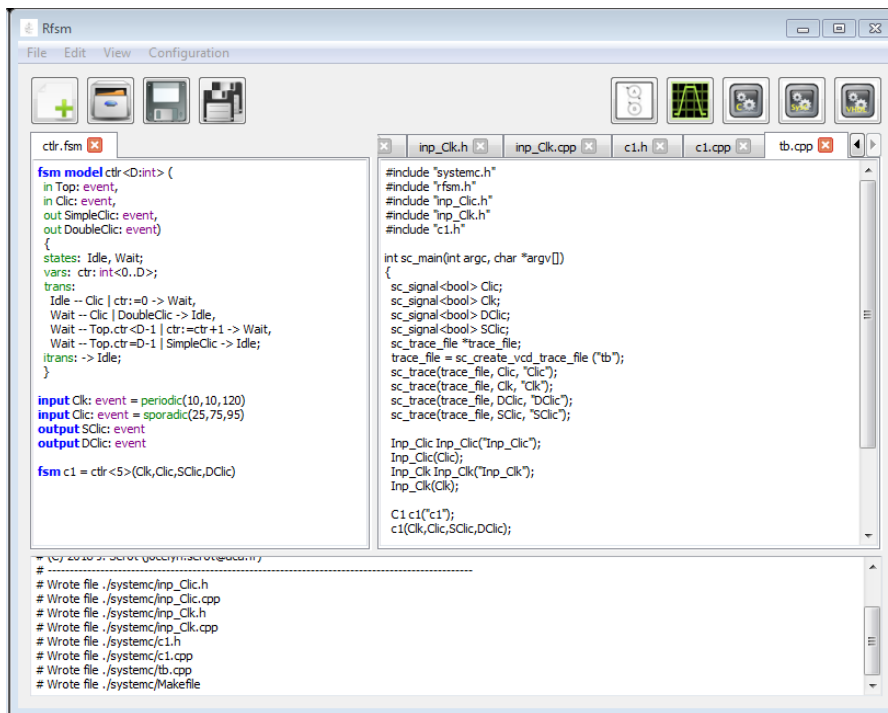 Rfsm
File Edit View Configuration
C
SystC
VHDL
ctlr.fsm
inp_Clk.h inp_Clk.cpp c1.h c1.cpp tb.cpp
fsm model ctlr<D:int> (
in Top: event,
in Clic: event,
out SimpleClic: event,
out DoubleClic: event)
{
states: Idle, Wait;
vars: ctr: int<0..D>;
trans:
Idle -- Clic | ctr:=0 -> Wait,
Wait -- Clic | DoubleClic -> Idle,
Wait -- Top.ctr<D-1 | ctr:=ctr+1 -> Wait,
Wait -- Top.ctr=D-1 | SimpleClic -> Idle;
itrans: -> Idle;
}
input Clk: event = periodic(10,10,120)
input Clic: event = sporadic(25,75,95)
output SClic: event
output DClic: event
fsm c1 = ctlr<5>(Clk,Clic,SClic,DClic)
#include "systemc.h"
#include "rfsm.h"
#include "inp_Clic.h"
#include "inp_Clk.h"
#include "c1.h"
int sc_main(int argc, char *argv[])
{
sc_signal<bool> Clic;
sc_signal<bool> Clk;
sc_signal<bool> DClic;
sc_signal<bool> SClic;
sc_trace_file *trace_file;
trace_file = sc_create_vcd_trace_file ("tb");
sc_trace(trace_file, Clic, "Clic");
sc_trace(trace_file, Clk, "Clk");
sc_trace(trace_file, DClic, "DClic");
sc_trace(trace_file, SClic, "SClic");
Inp_Clic Inp_Clic("Inp_Clic");
Inp_Clic(Clic);
Inp_Clk Inp_Clk("Inp_Clk");
Inp_Clk(Clk);
C1 c1("c1");
c1(Clk,Clic,SClic,DClic);
# (C) 2018 J. Sérot (jocelyn.serot@uca.fr)
# ----------------------------------------------------------------------------------------------------
# Wrote file ./systemc/inp_Clic.h
# Wrote file ./systemc/inp_Clic.cpp
# Wrote file ./systemc/inp_Clk.h
# Wrote file ./systemc/inp_Clk.cpp
# Wrote file ./systemc/c1.h
# Wrote file ./systemc/c1.cpp
# Wrote file ./systemc/tb.cpp
# Wrote file ./systemc/Makefile